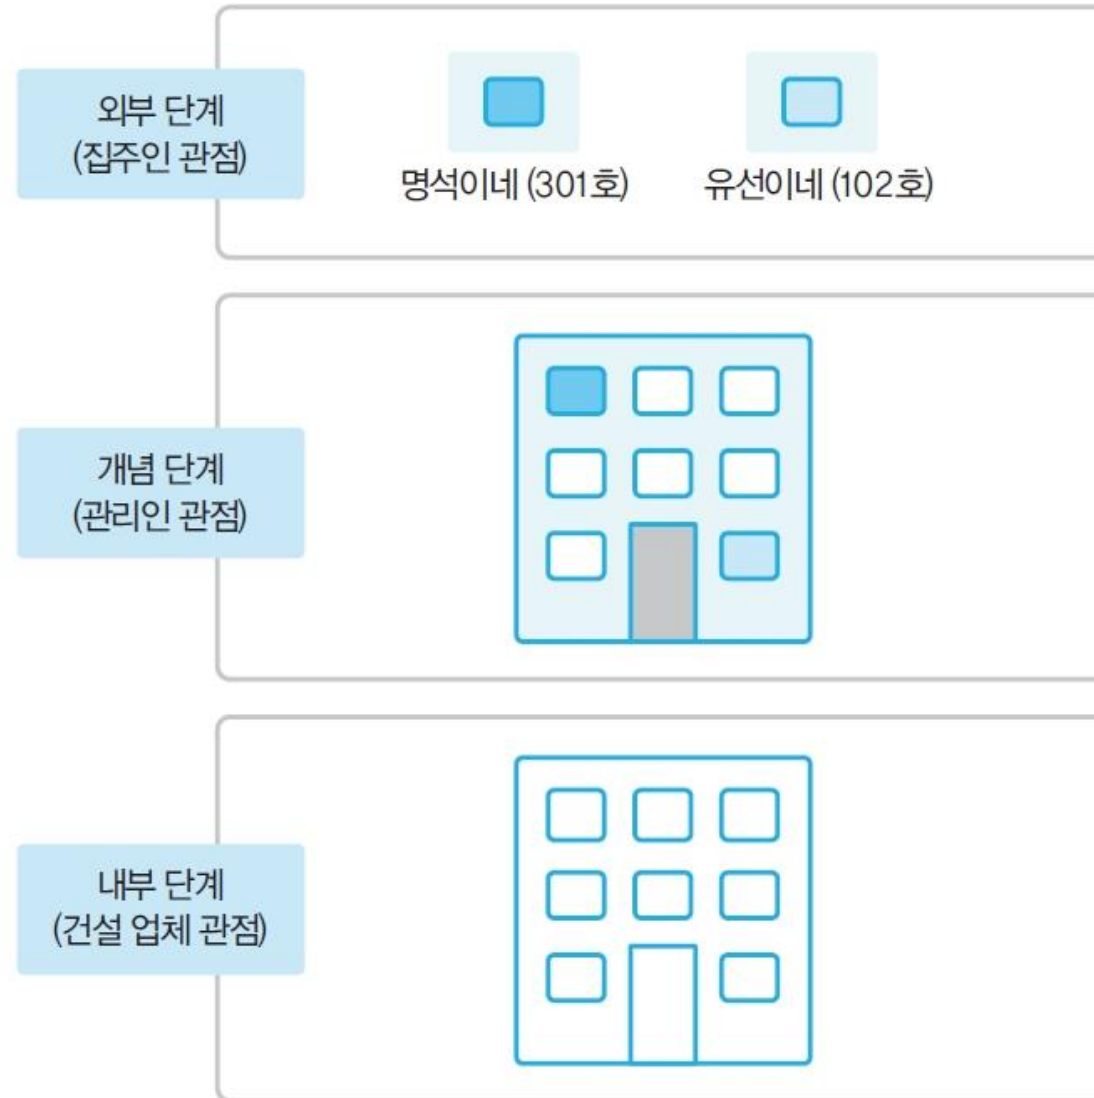 외부 단계
(집주인 관점)
명석이네 (301호)
유선이네 (102호)
개념 단계
(관리인 관점)
내부 단계
(건설 업체 관점)